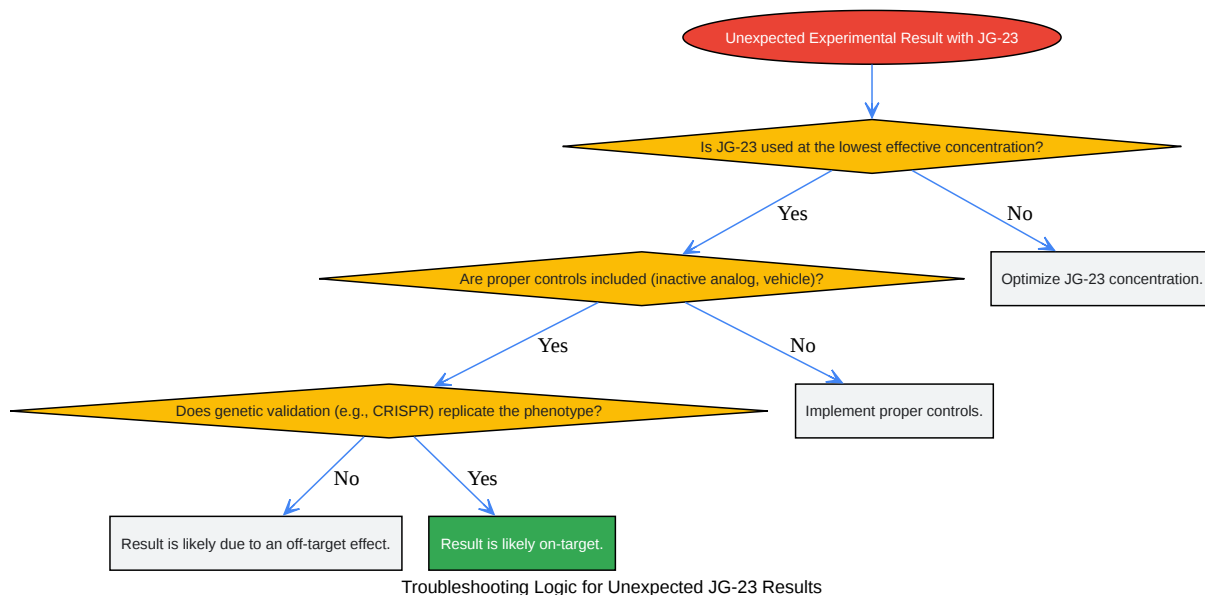 Unexpected Experimental Result with JG-23
Is JG-23 used at the lowest effective concentration?
Yes
No
Are proper controls included (inactive analog, vehicle)?
Optimize JG-23 concentration.
Yes
No
Does genetic validation (e.g., CRISPR) replicate the phenotype?
Implement proper controls.
No
Yes
Result is likely due to an off-target effect.
Result is likely on-target.
Troubleshooting Logic for Unexpected JG-23 Results